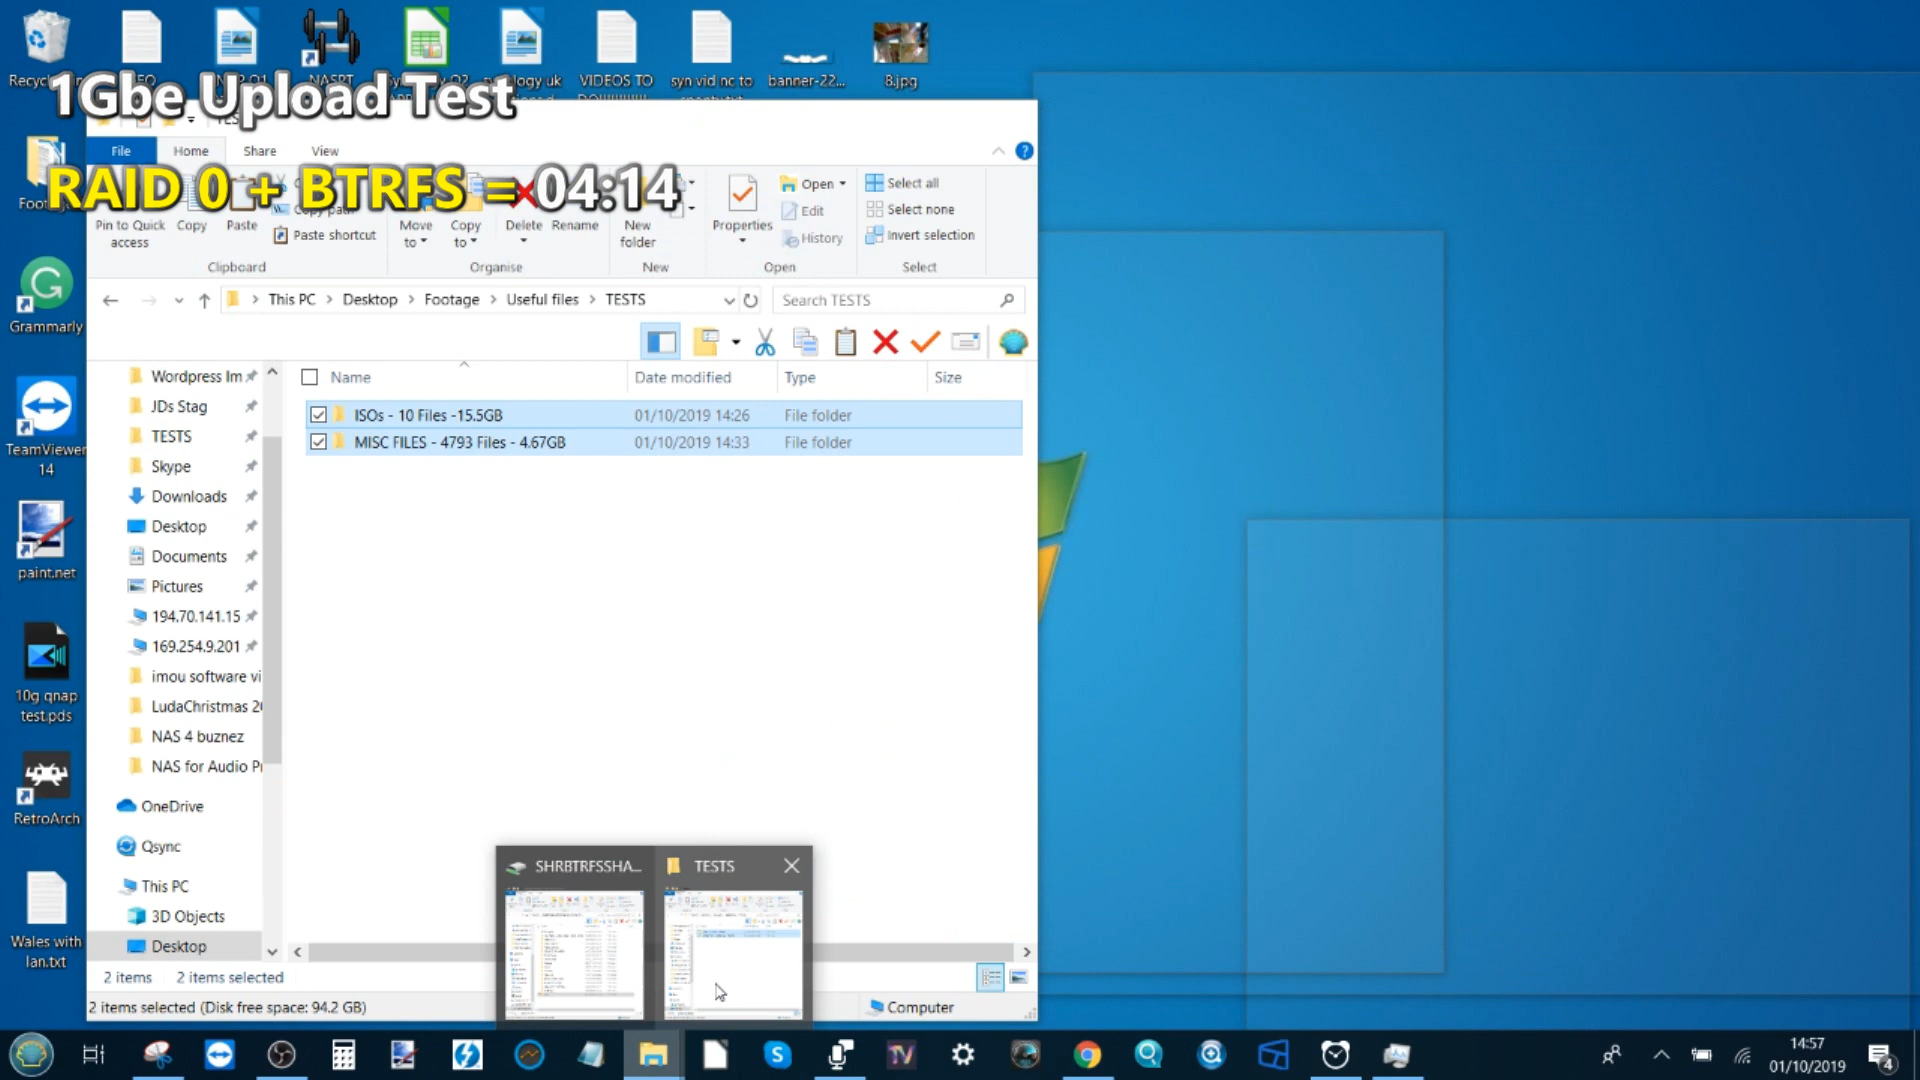 1Gbe Upload Test
RAID 0 + BTRFS = 04:14
VIDEOS TO
syn vid nc to
banner-22...
8.jpg
File
Home
Share
View
Pin to Quick
access
Copy
Paste
Paste shortcut
Clipboard
Move
to
Copy
to
Delete
Rename
Organise
New
folder
New
Properties
Open
Edit
History
Open
Select all
Select none
Invert selection
Select
This PC > Desktop > Footage > Useful files > TESTS
Search TESTS
Name
Date modified
Type
Size
ISOs - 10 Files -15.5GB
01/10/2019 14:26
File folder
MISC FILES - 4793 Files - 4.67GB
01/10/2019 14:33
File folder
Wordpress Im
JDs Stag
TESTS
Skype
Downloads
Desktop
Documents
Pictures
194.70.141.15
169.254.9.201
imou software vi
LudaChristmas 2
NAS 4 buznez
NAS for Audio P
OneDrive
Qsync
This PC
3D Objects
Desktop
2 items
2 items selected
2 items selected (Disk free space: 94.2 GB)
Computer
SHRBTRFSSHA...
TESTS
Grammarly
TeamViewer
14
paint.net
10g qnap
test.pds
RetroArch
Wales with
lan.txt
TV
14:57
01/10/2019
4